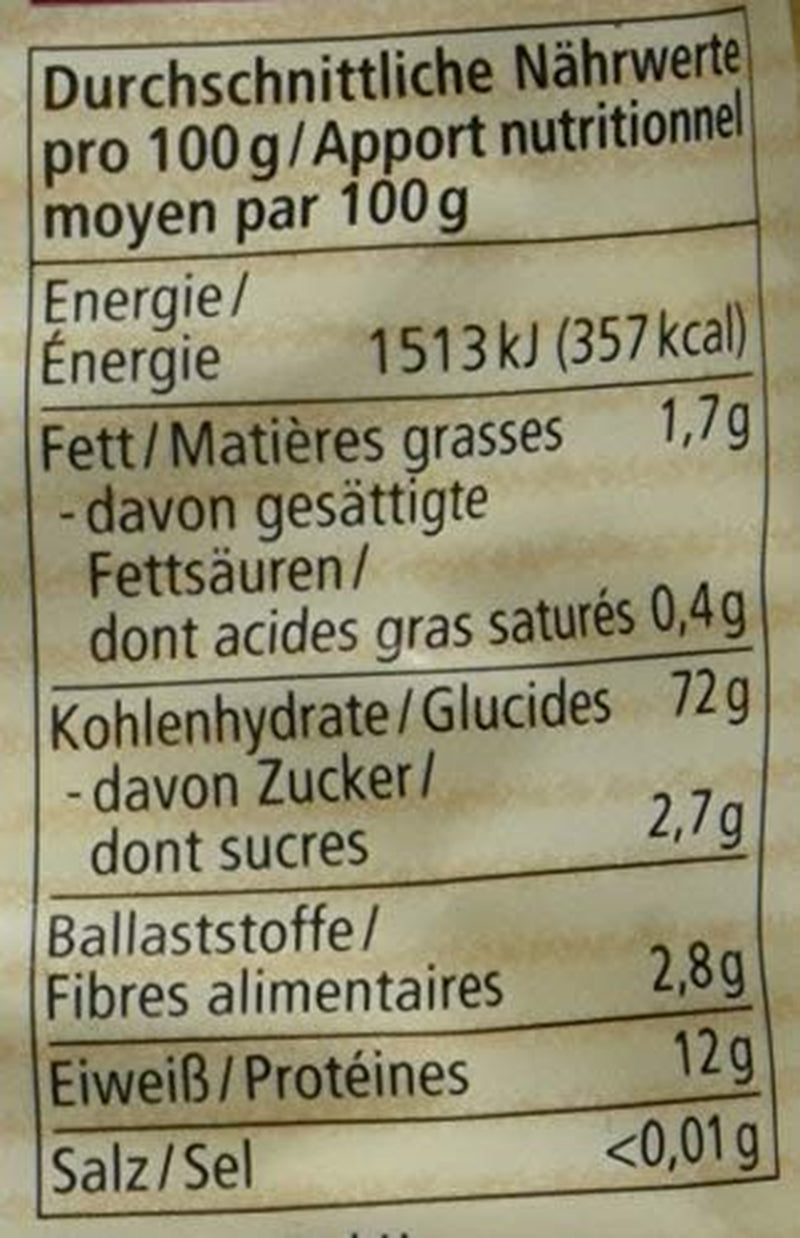 Durchschnittliche Nährwerte
pro 100 g/Apport nutritionnel
moyen par 100 g
Energie/
Énergie 1513 kJ (357 kcal)
Fett/Matières grasses 1,7 g
- davon gesättigte
Fettsäuren/
dont acides gras saturés 0,4 g
Kohlenhydrate/Glucides 72 g
- davon Zucker/
dont sucres 2,7 g
Ballaststoffe/
Fibres alimentaires 2,8 g
Eiweiß/Protéines 12 g
Salz/Sel <0,01 g